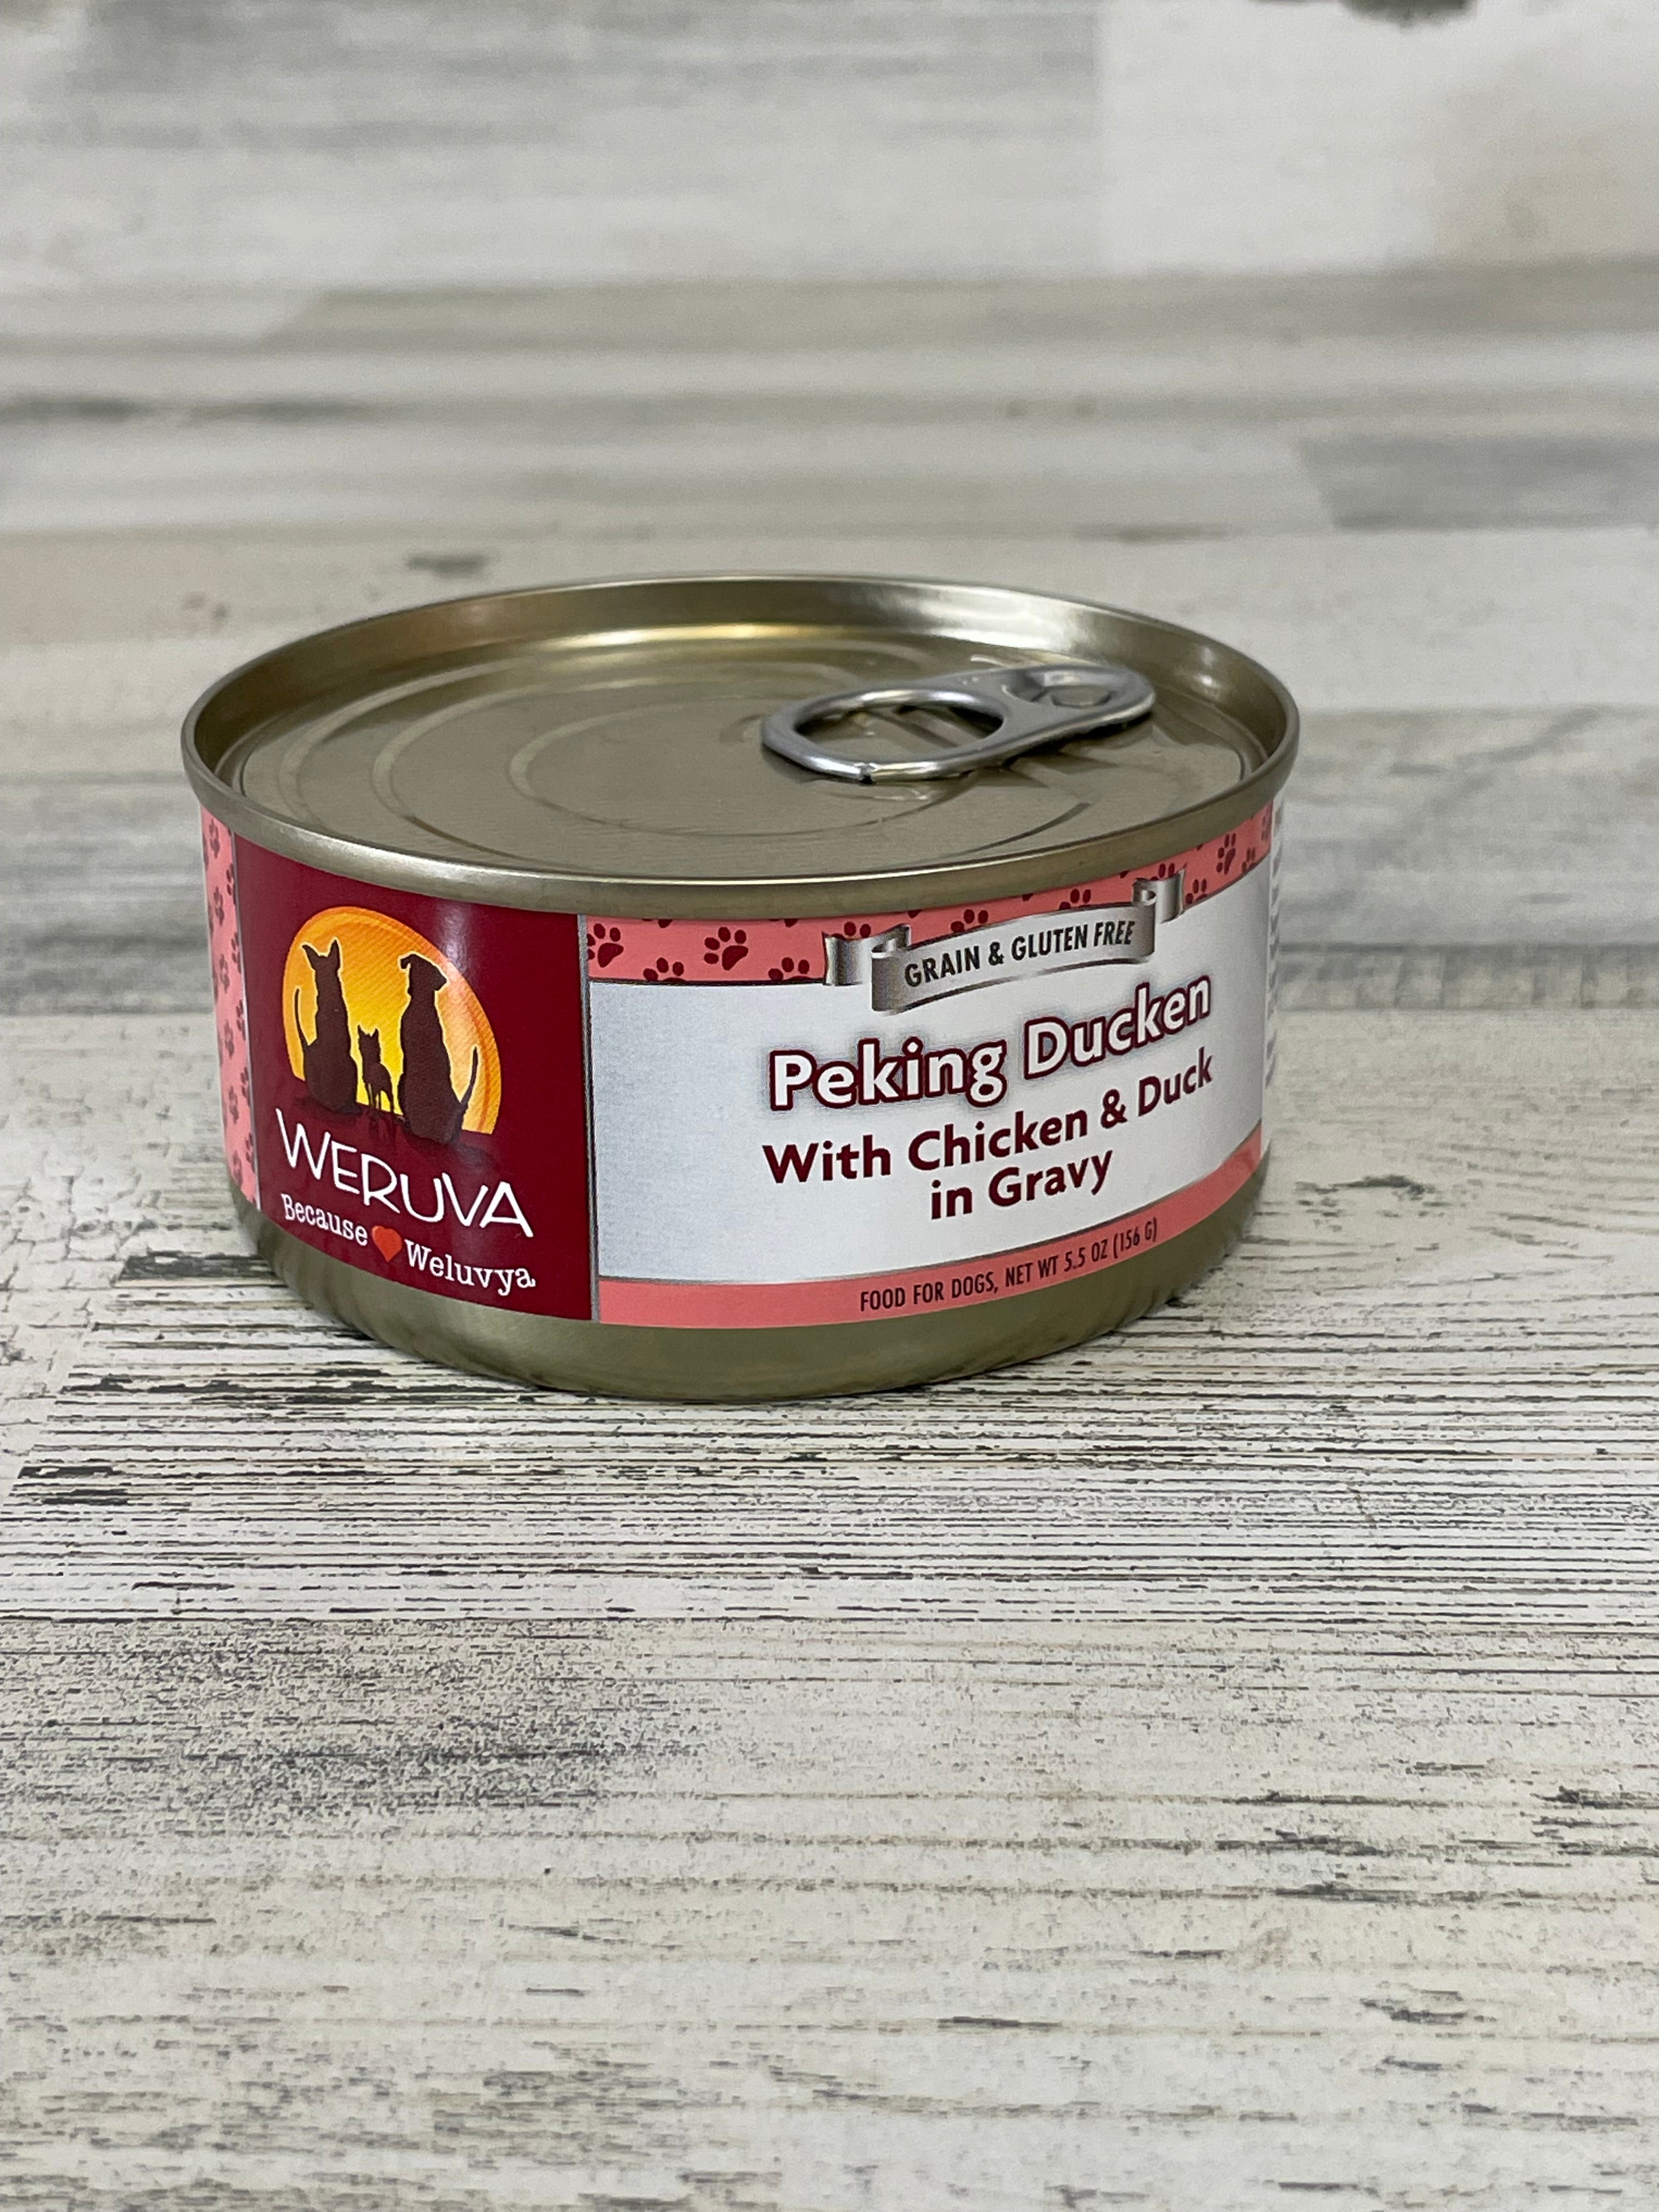 WERUVA
Because Weluvya
GRAIN & GLUTEN FREE
Peking Ducken
With Chicken & Duck
in Gravy
FOOD FOR DOGS, NET WT 5.5 OZ (156 G)